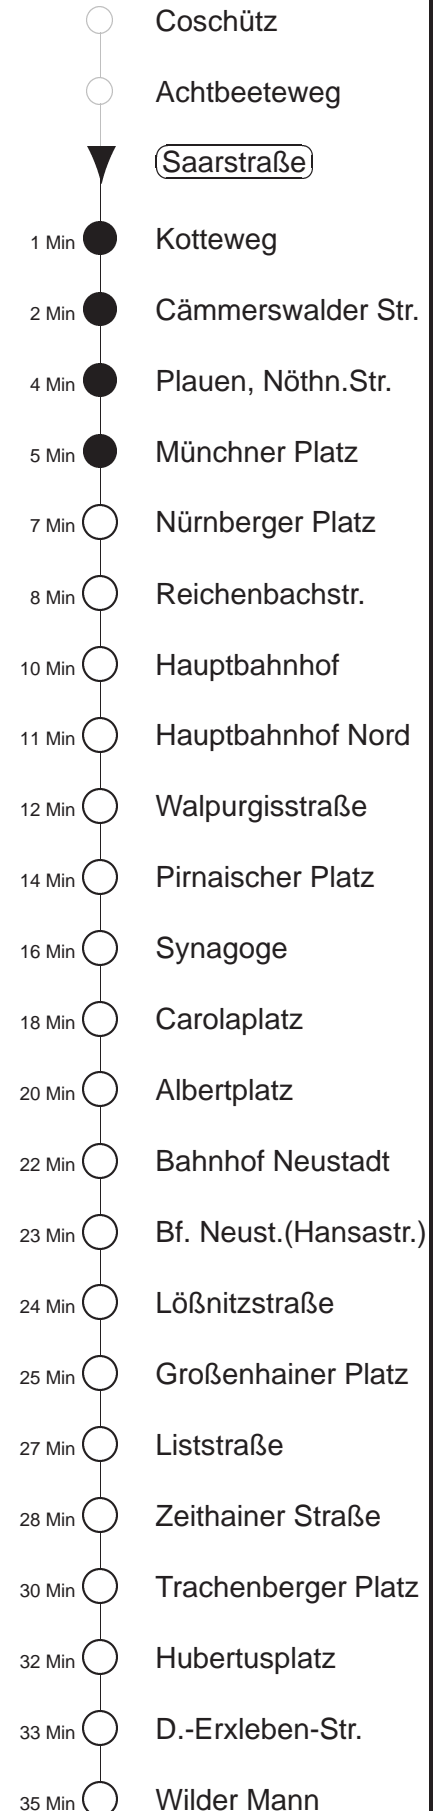 Coschütz
Achtbeeteweg
Saarstraße
1 Min Kotteweg
2 Min Cämmerswalder Str.
4 Min Plauen, Nöthn.Str.
5 Min Münchner Platz
7 Min Nürnberger Platz
8 Min Reichenbachstr.
10 Min Hauptbahnhof
11 Min Hauptbahnhof Nord
12 Min Walpurgisstraße
14 Min Pirnaischer Platz
16 Min Synagoge
18 Min Carolaplatz
20 Min Albertplatz
22 Min Bahnhof Neustadt
23 Min Bf. Neust.(Hansastr.)
24 Min Lößnitzstraße
25 Min Großenhainer Platz
27 Min Liststraße
28 Min Zeithainer Straße
30 Min Trachenberger Platz
32 Min Hubertusplatz
33 Min D.-Erxleben-Str.
35 Min Wilder Mann